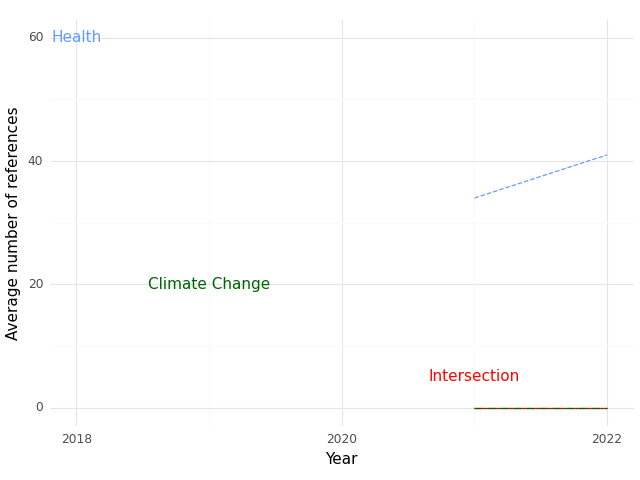 60
Health
40
Average number of references
20
Climate Change
Intersection
0
2018
2020
2022
Year